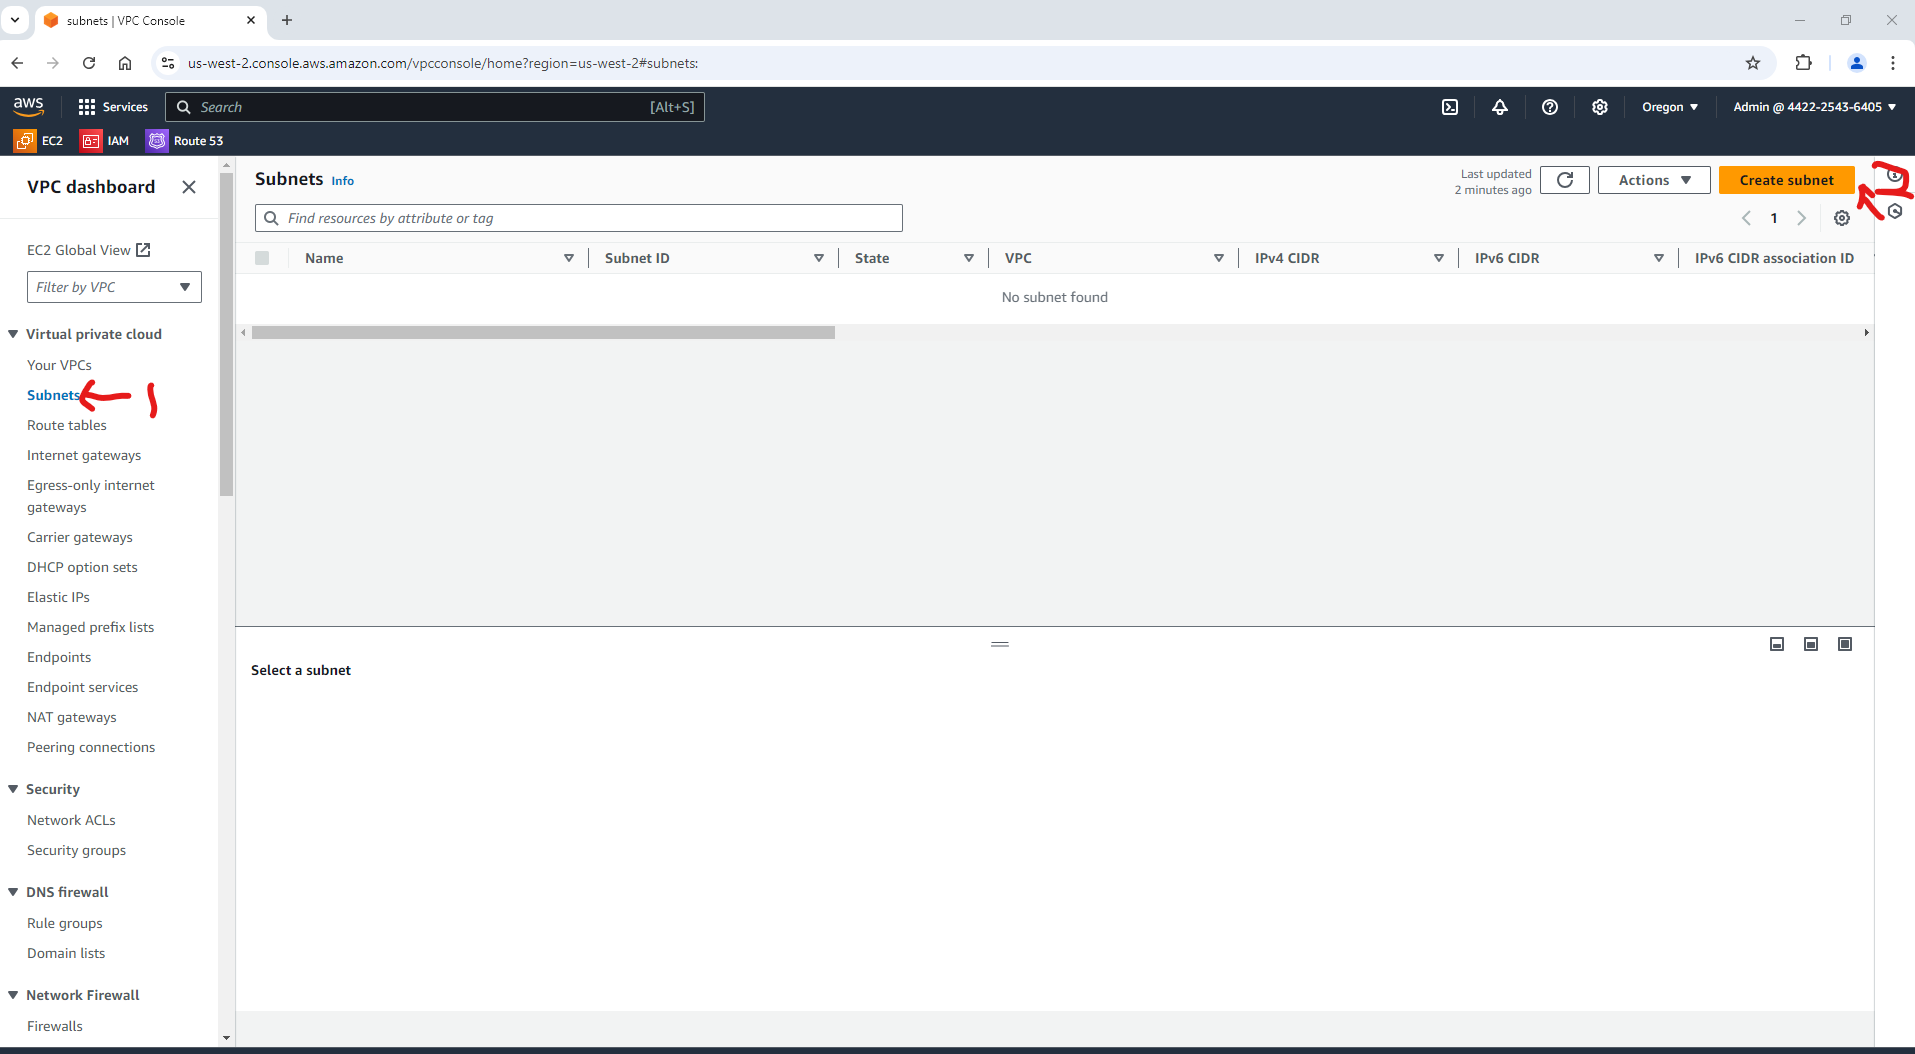 subnets | VPC Console
us-west-2.console.aws.amazon.com/vpcconsole/home?region=us-west-2#subnets:
aws Services Search [Alt+S] Oregon Admin @ 4422-2543-6405
EC2 IAM Route 53
VPC dashboard
EC2 Global View
Filter by VPC
Virtual private cloud
Your VPCs
Subnets 1
Route tables
Internet gateways
Egress-only internet
gateways
Carrier gateways
DHCP option sets
Elastic IPs
Managed prefix lists
Endpoints
Endpoint services
NAT gateways
Peering connections
Security
Network ACLs
Security groups
DNS firewall
Rule groups
Domain lists
Network Firewall
Firewalls
Subnets Info
Last updated
2 minutes ago
Actions
Create subnet 2
Find resources by attribute or tag
1
Name Subnet ID State VPC IPv4 CIDR IPv6 CIDR IPv6 CIDR association ID
No subnet found
Select a subnet